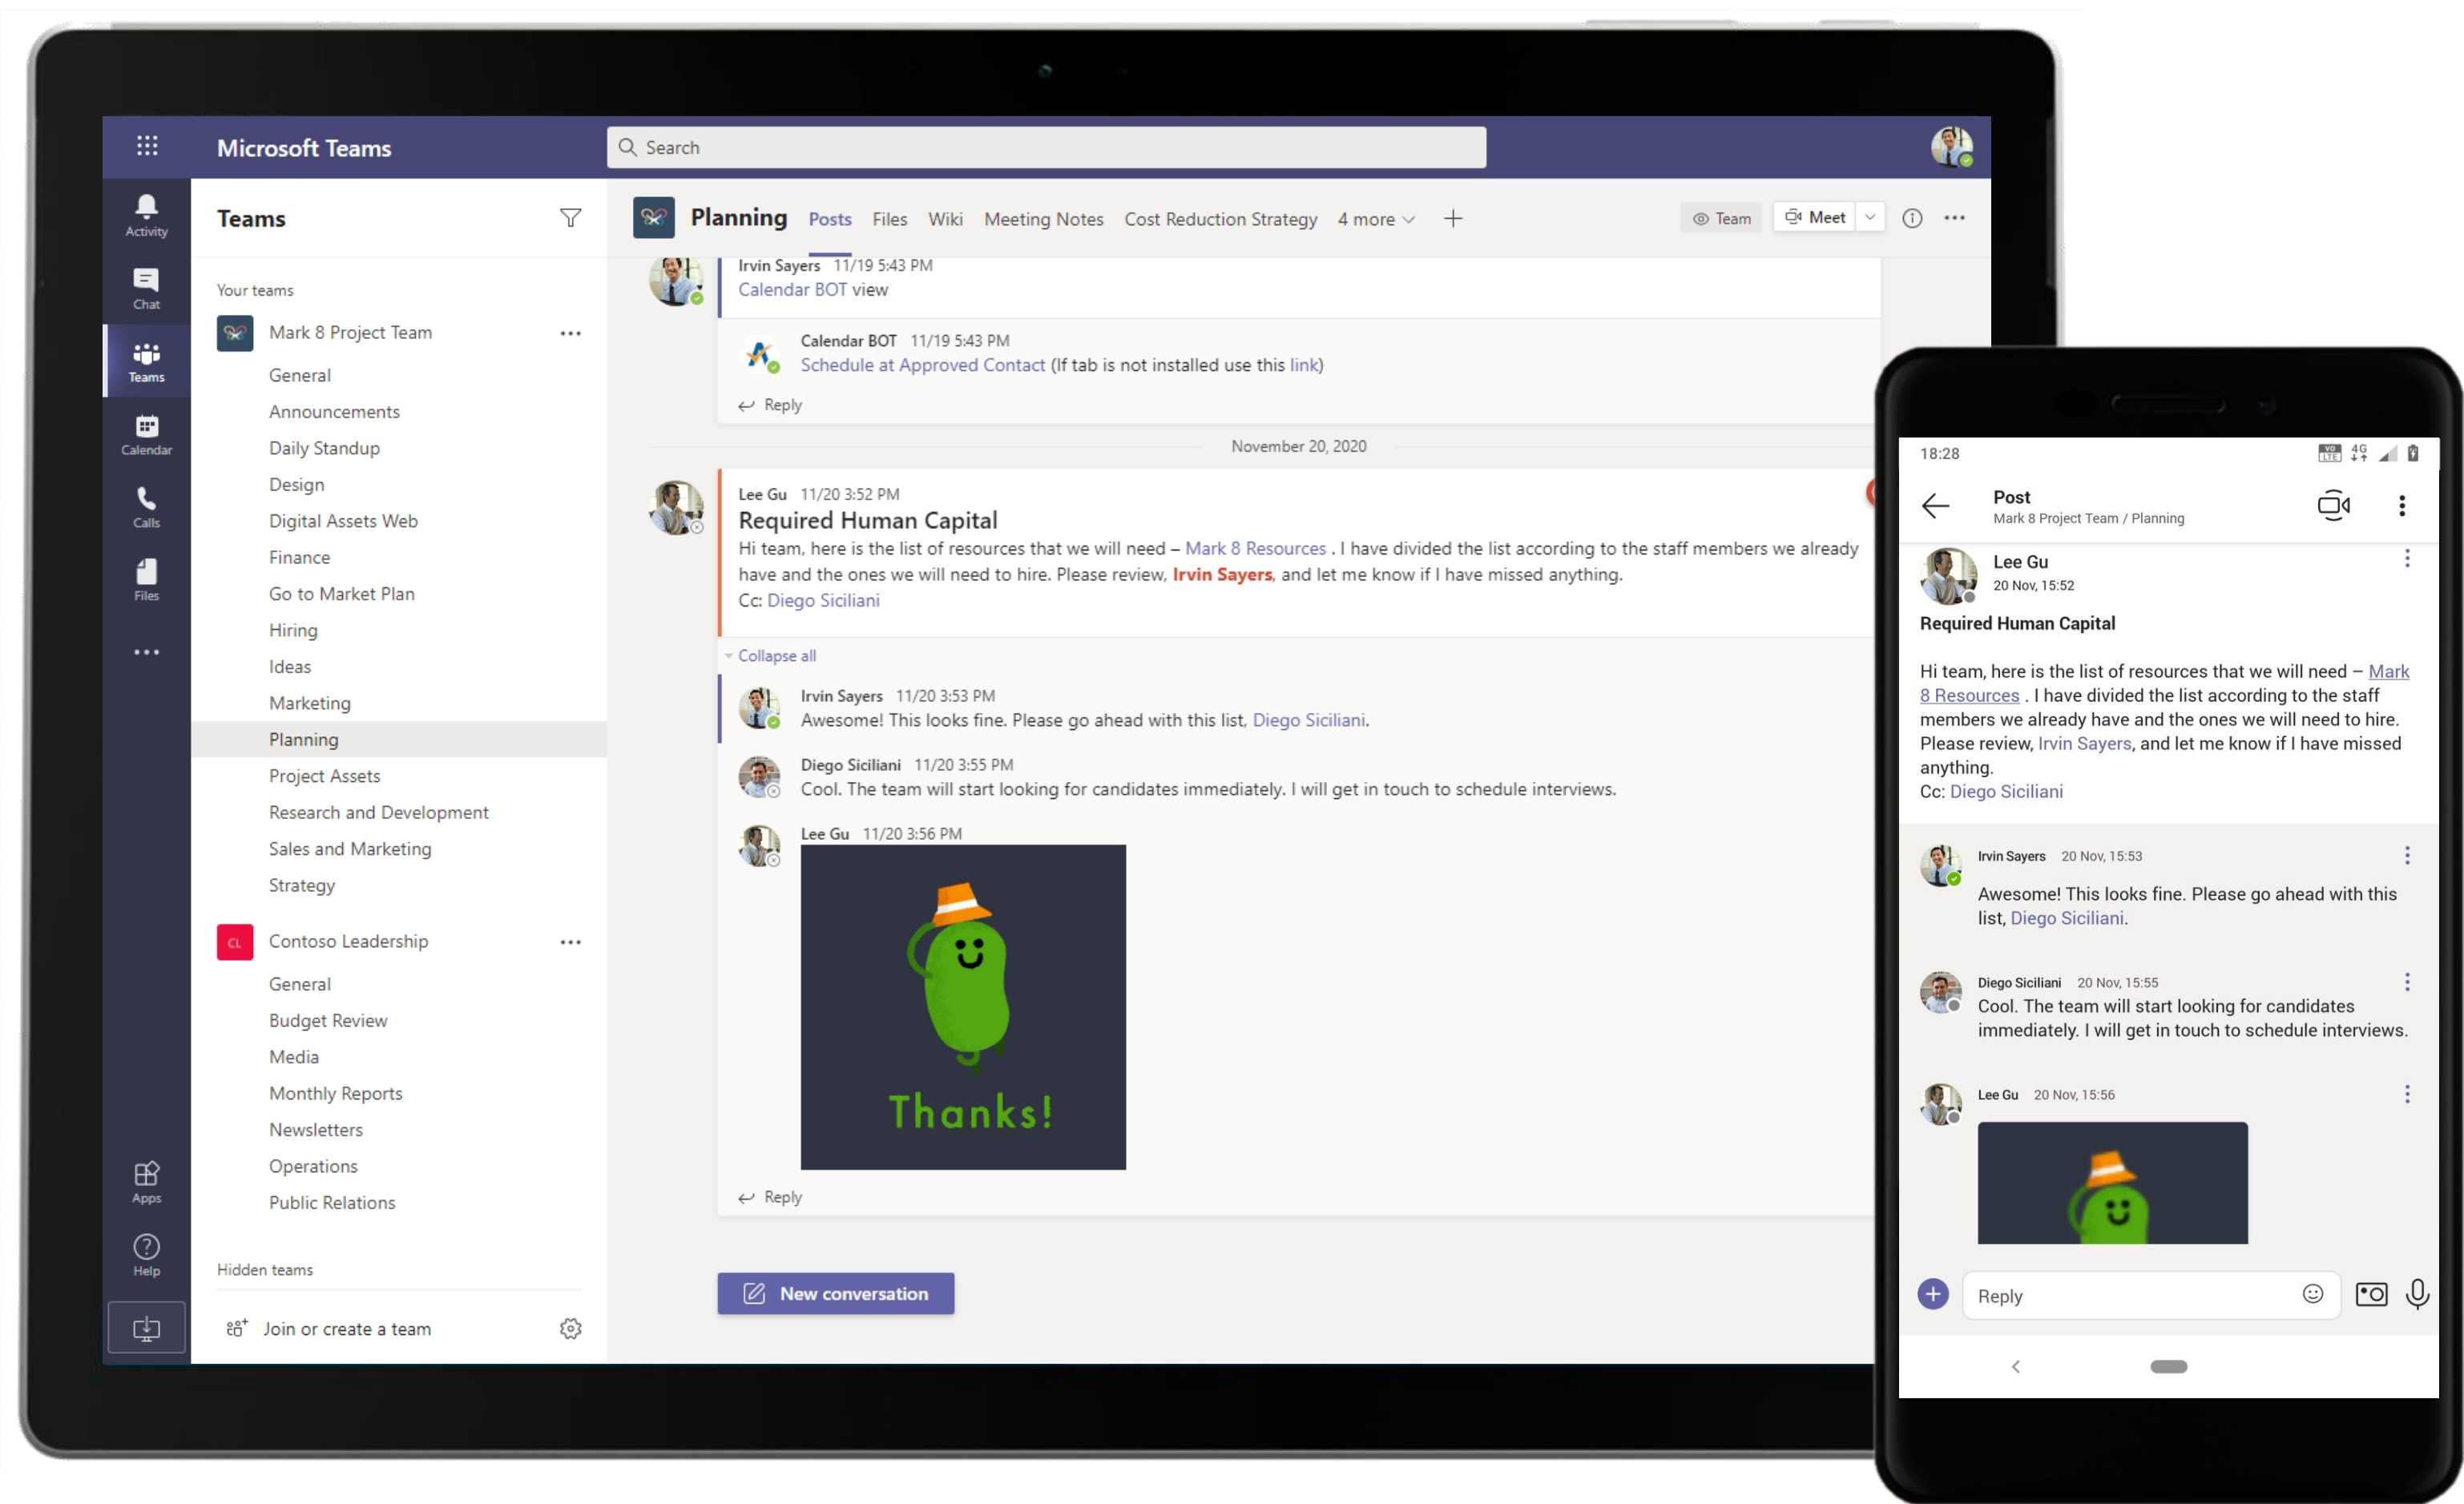 Microsoft Teams
Search
Activity
Chat
Teams
Calendar
Calls
Files
Apps
Help
Teams
Your teams
Mark 8 Project Team
General
Announcements
Daily Standup
Design
Digital Assets Web
Finance
Go to Market Plan
Hiring
Ideas
Marketing
Planning
Project Assets
Research and Development
Sales and Marketing
Strategy
CL Contoso Leadership
General
Budget Review
Media
Monthly Reports
Newsletters
Operations
Public Relations
Hidden teams
Join or create a team
Planning Posts Files Wiki Meeting Notes Cost Reduction Strategy 4 more Team Meet
Irvin Sayers 11/19 5:43 PM
Calendar BOT view
Calendar BOT 11/19 5:43 PM
Schedule at Approved Contact (If tab is not installed use this link)
Reply
November 20, 2020
Lee Gu 11/20 3:52 PM
Required Human Capital
Hi team, here is the list of resources that we will need – Mark 8 Resources . I have divided the list according to the staff members we already
have and the ones we will need to hire. Please review, Irvin Sayers, and let me know if I have missed anything.
Cc: Diego Siciliani
Collapse all
Irvin Sayers 11/20 3:53 PM
Awesome! This looks fine. Please go ahead with this list, Diego Siciliani.
Diego Siciliani 11/20 3:55 PM
Cool. The team will start looking for candidates immediately. I will get in touch to schedule interviews.
Lee Gu 11/20 3:56 PM
Thanks!
Reply
New conversation
18:28 VO LTE 4G
Post
Mark 8 Project Team / Planning
Lee Gu
20 Nov, 15:52
Required Human Capital
Hi team, here is the list of resources that we will need – Mark
8 Resources . I have divided the list according to the staff
members we already have and the ones we will need to hire.
Please review, Irvin Sayers, and let me know if I have missed
anything.
Cc: Diego Siciliani
Irvin Sayers 20 Nov, 15:53
Awesome! This looks fine. Please go ahead with this
list, Diego Siciliani.
Diego Siciliani 20 Nov, 15:55
Cool. The team will start looking for candidates
immediately. I will get in touch to schedule interviews.
Lee Gu 20 Nov, 15:56
Reply